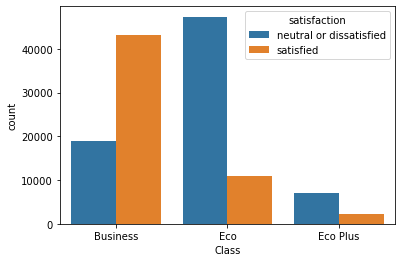 satisfaction
neutral or dissatisfied
satisfied
count
40000
30000
20000
10000
0
Business Eco Eco Plus
Class